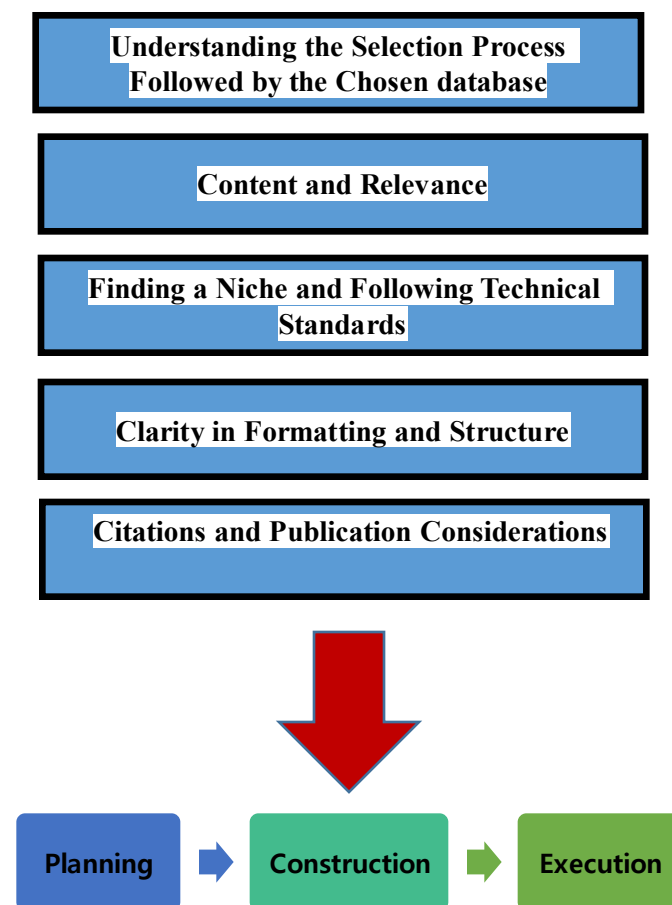 Understanding the Selection Process
Followed by the Chosen database
Content and Relevance
Finding a Niche and Following Technical
Standards
Clarity in Formatting and Structure
Citations and Publication Considerations
Planning
Construction
Execution